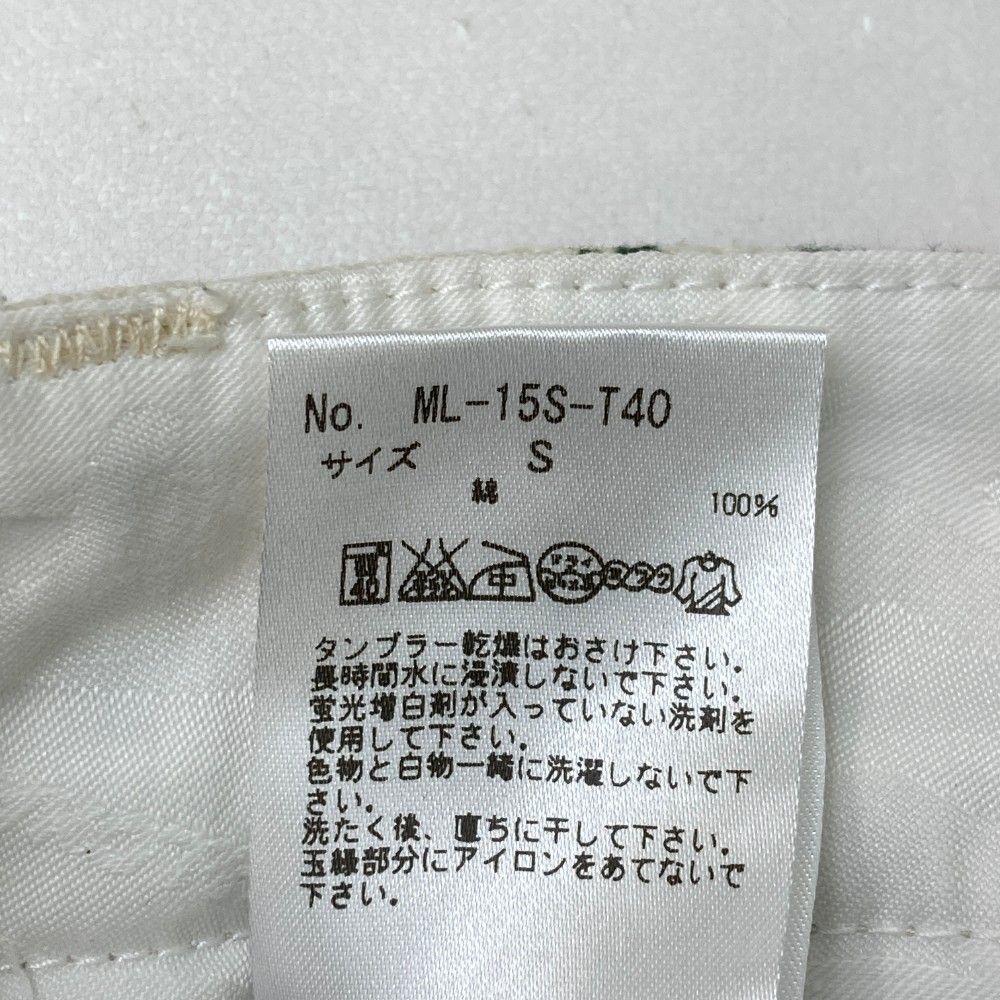 No. ML-15S-T40
サイズ S
綿 100%
40 中 ドライ
タンブラー乾燥はおさけ下さい。
長時間水に浸漬しないで下さい。
蛍光増白剤が入っていない洗剤を
使用して下さい。
色物と白物一緒に洗濯しないで下
さい。
洗たく後、直ちに干して下さい。
玉縁部分にアイロンをあてないで
下さい。